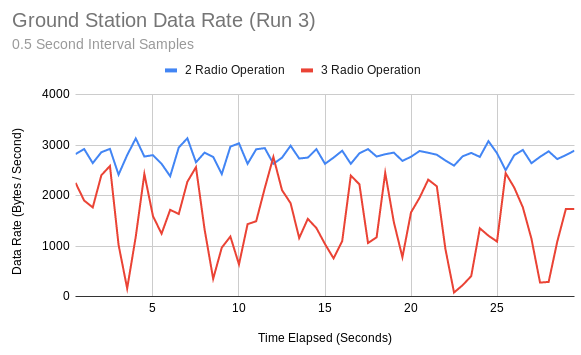 Ground Station Data Rate (Run 3)
0.5 Second Interval Samples
2 Radio Operation
3 Radio Operation
Data Rate (Bytes / Second)
4000
3000
2000
1000
0
5
10
15
20
25
Time Elapsed (Seconds)